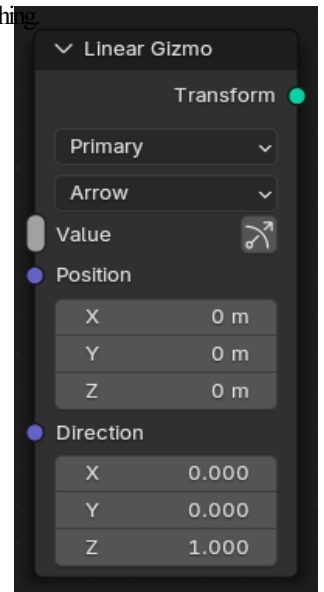 hing.
Linear Gizmo
Transform
Primary
Arrow
Value
Position
X 0 m
Y 0 m
Z 0 m
Direction
X 0.000
Y 0.000
Z 1.000